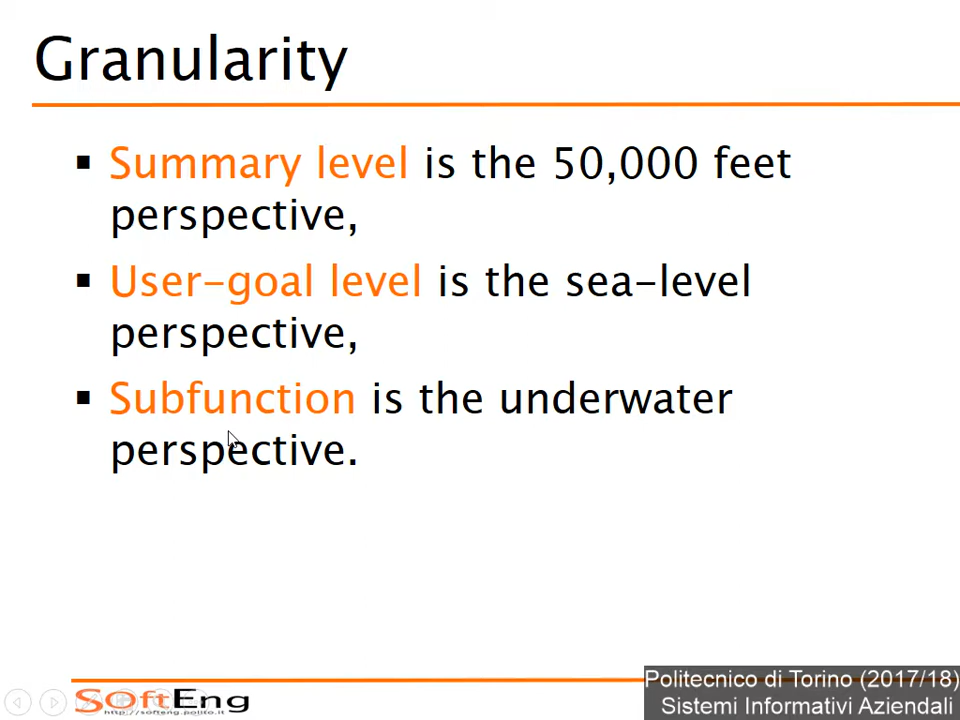 Granularity
▪ Summary level is the 50,000 feet
perspective,
▪ User-goal level is the sea-level
perspective,
▪ Subfunction is the underwater
perspective.
SOftEng
http://softeng.polito.it
Politecnico di Torino (2017/18)
Sistemi Informativi Aziendali